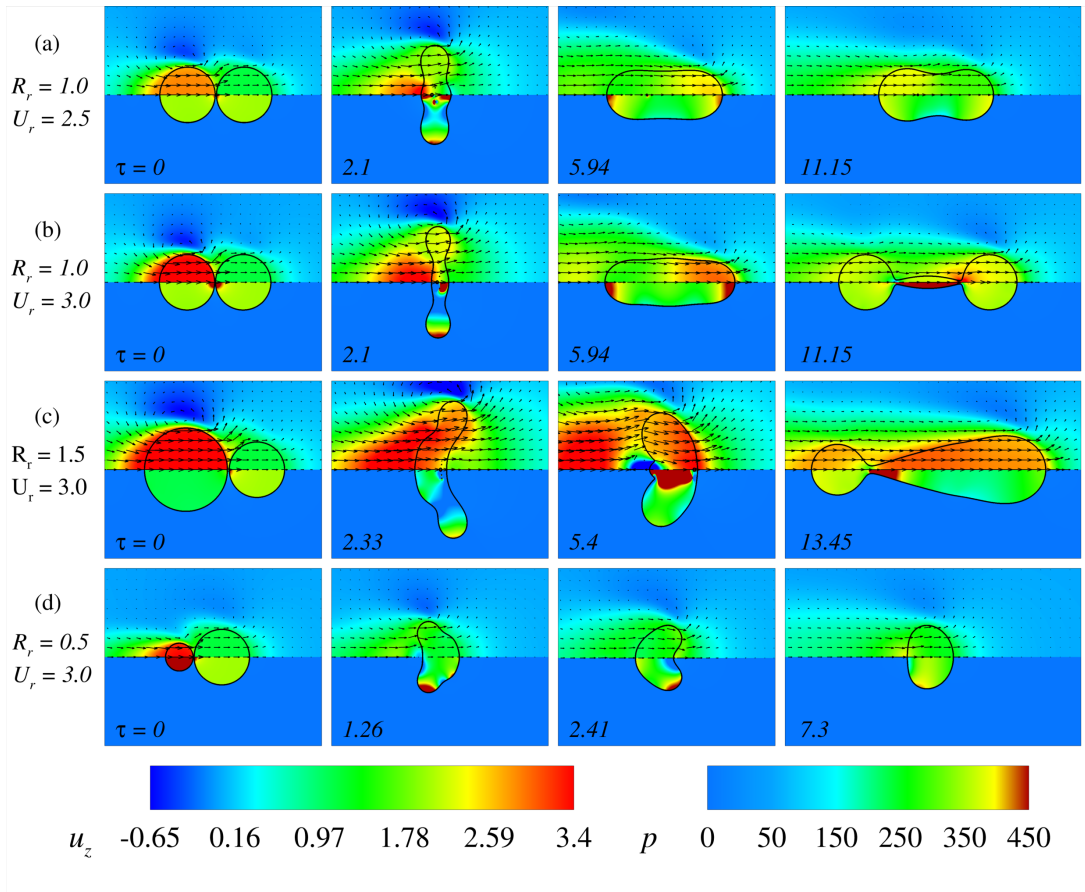 (a)
R_r = 1.0
U_r = 2.5
τ = 0
2.1
5.94
11.15
(b)
R_r = 1.0
U_r = 3.0
τ = 0
2.1
5.94
11.15
(c)
R_r = 1.5
U_r = 3.0
τ = 0
2.33
5.4
13.45
(d)
R_r = 0.5
U_r = 3.0
τ = 0
1.26
2.41
7.3
u_z -0.65 0.16 0.97 1.78 2.59 3.4
p 0 50 150 250 350 450